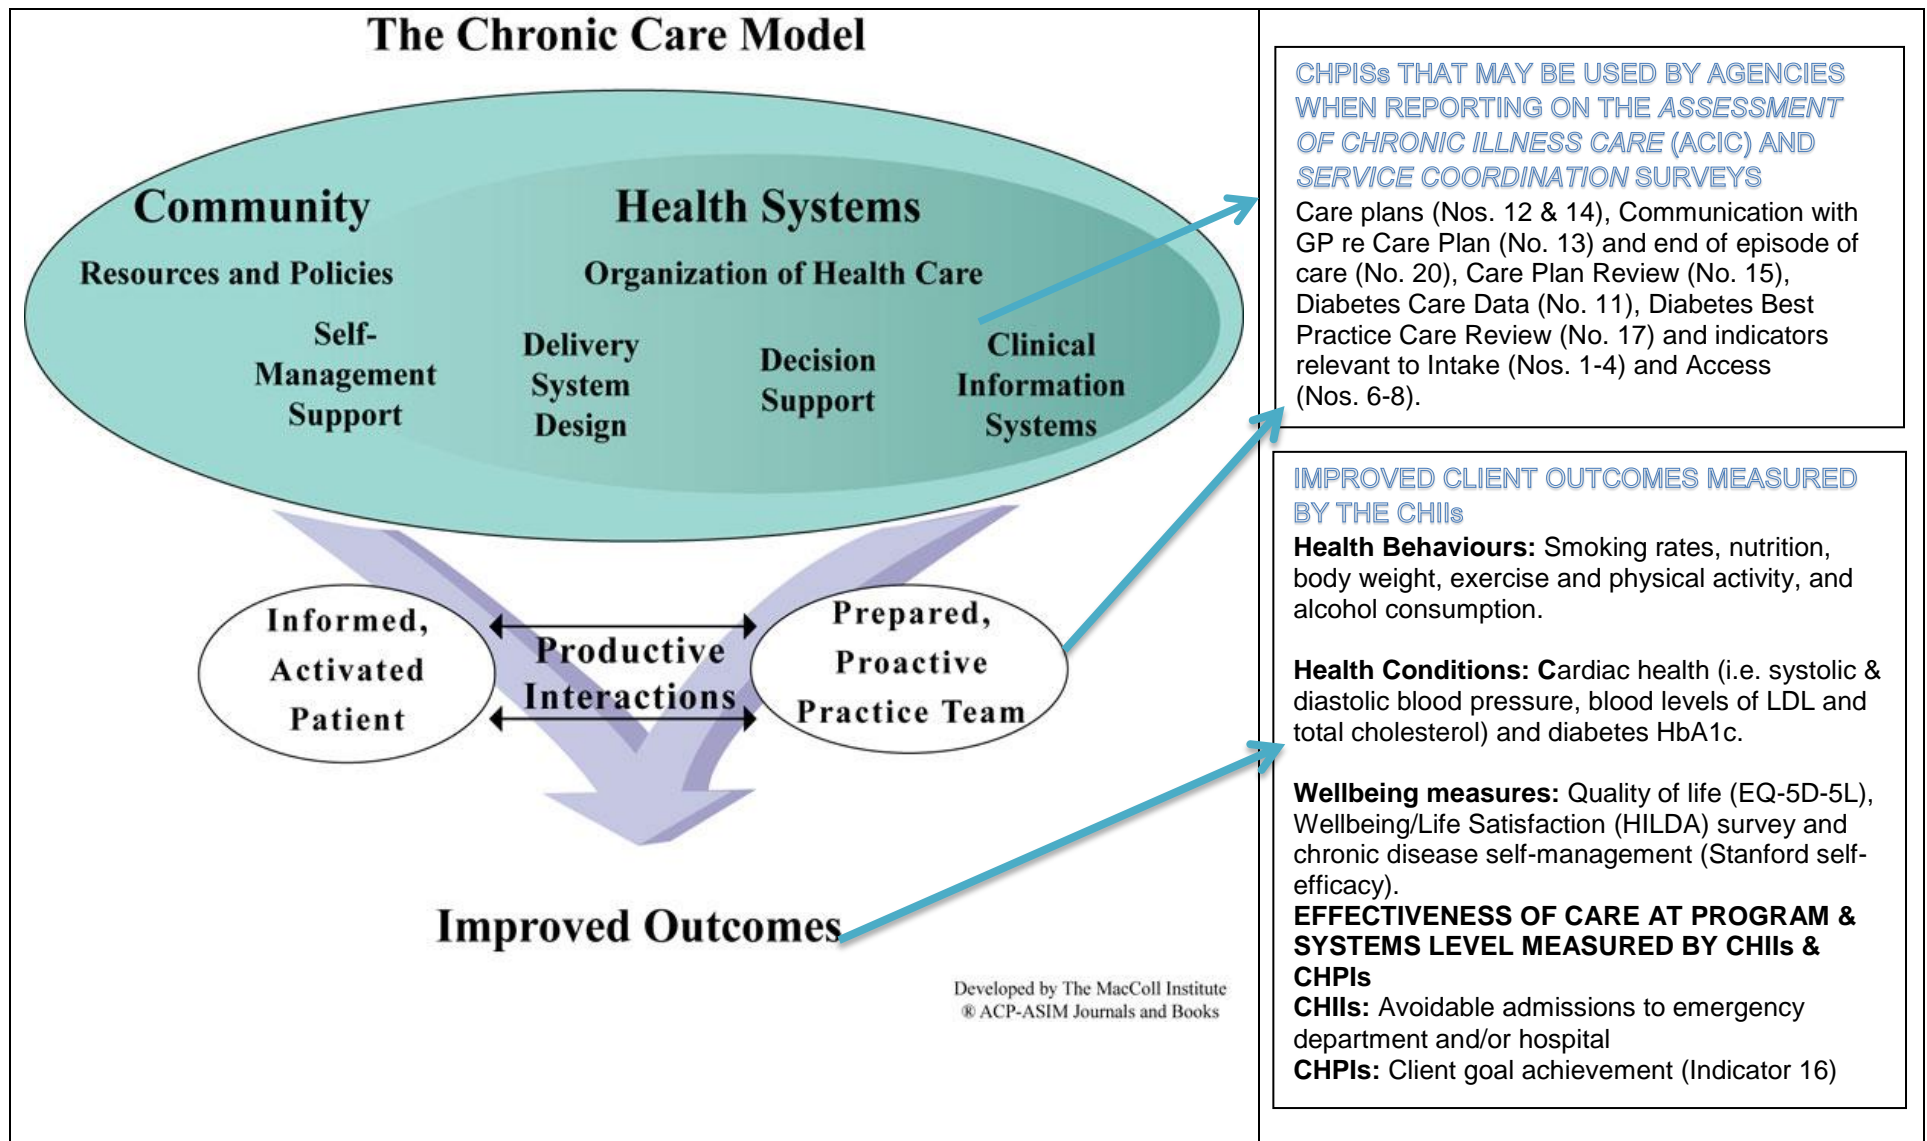 The Chronic Care Model
Community
Resources and Policies
Health Systems
Organization of Health Care
Self-
Management
Support
Delivery
System
Design
Decision
Support
Clinical
Information
Systems
Informed,
Activated
Patient
Productive
Interactions
Prepared,
Proactive
Practice Team
Improved Outcomes
Developed by The MacColl Institute
® ACP-ASIM Journals and Books
CHPISs THAT MAY BE USED BY AGENCIES
WHEN REPORTING ON THE ASSESSMENT
OF CHRONIC ILLNESS CARE (ACIC) AND
SERVICE COORDINATION SURVEYS
Care plans (Nos. 12 & 14), Communication with
GP re Care Plan (No. 13) and end of episode of
care (No. 20), Care Plan Review (No. 15),
Diabetes Care Data (No. 11), Diabetes Best
Practice Care Review (No. 17) and indicators
relevant to Intake (Nos. 1-4) and Access
(Nos. 6-8).
IMPROVED CLIENT OUTCOMES MEASURED
BY THE CHIIs
Health Behaviours: Smoking rates, nutrition,
body weight, exercise and physical activity, and
alcohol consumption.
Health Conditions: Cardiac health (i.e. systolic &
diastolic blood pressure, blood levels of LDL and
total cholesterol) and diabetes HbA1c.
Wellbeing measures: Quality of life (EQ-5D-5L),
Wellbeing/Life Satisfaction (HILDA) survey and
chronic disease self-management (Stanford self-
efficacy).
EFFECTIVENESS OF CARE AT PROGRAM &
SYSTEMS LEVEL MEASURED BY CHIIs &
CHPIs
CHIIs: Avoidable admissions to emergency
department and/or hospital
CHPIs: Client goal achievement (Indicator 16)